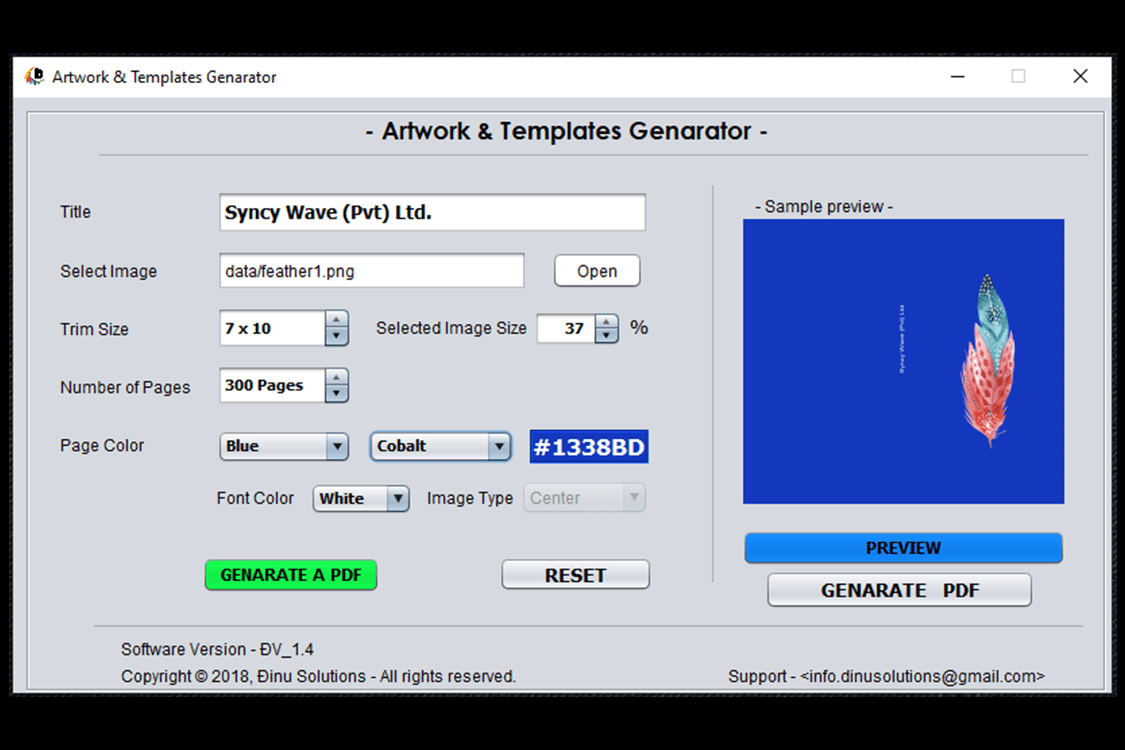 Artwork & Templates Genarator
- Artwork & Templates Genarator -
Title
Syncy Wave (Pvt) Ltd.
Select Image
data/feather1.png
Open
Trim Size
7 x 10
Selected Image Size
37
%
Number of Pages
300 Pages
Page Color
Blue
Cobalt
#1338BD
Font Color
White
Image Type
Center
GENARATE A PDF
RESET
- Sample preview -
Syncy Wave (Pvt) Ltd
PREVIEW
GENARATE PDF
Software Version - ĐV_1.4
Copyright © 2018, Đinu Solutions - All rights reserved.
Support - <info.dinusolutions@gmail.com>